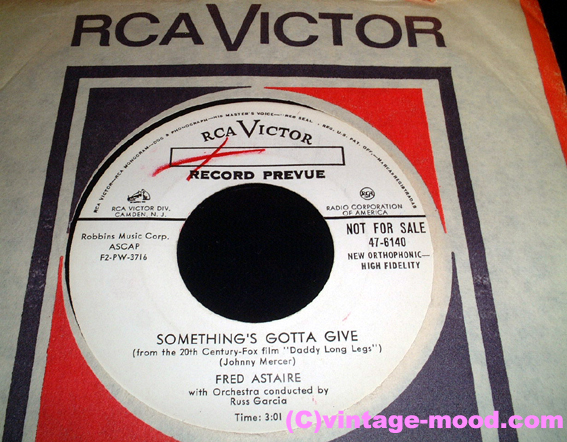 RCA VICTOR
RCA VICTOR
RECORD PREVUE
RCA VICTOR DIV.
CAMDEN, N. J.
RADIO CORPORATION
OF AMERICA
Robbins Music Corp.
ASCAP
F2-PW-3716
NOT FOR SALE
47-6140
NEW ORTHOPHONIC—
HIGH FIDELITY
SOMETHING'S GOTTA GIVE
(from the 20th Century-Fox film "Daddy Long Legs")
(Johnny Mercer)
FRED ASTAIRE
with Orchestra conducted by
Russ Garcia
Time: 3:01
(C)vintage-mood.com